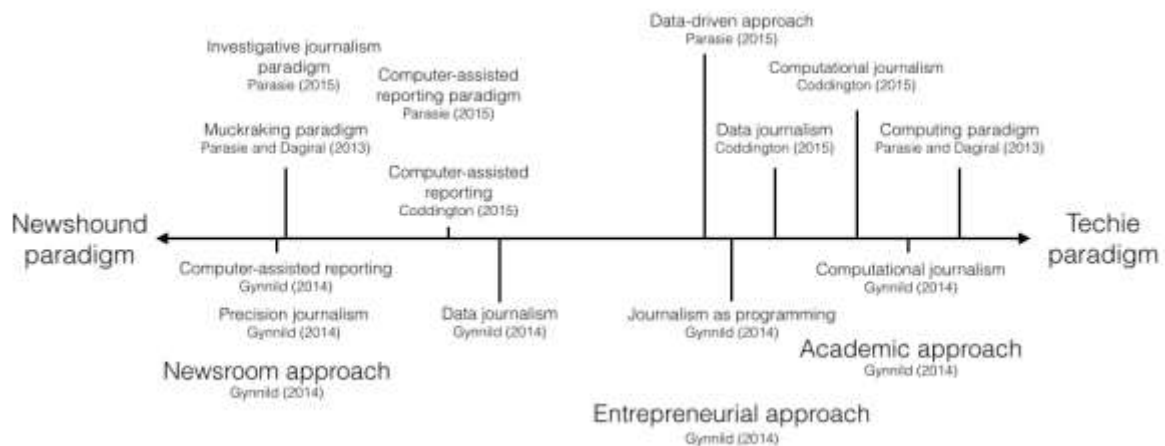 Data-driven approach
Parasie (2015)
Investigative journalism
paradigm
Parasie (2015)
Computer-assisted
reporting paradigm
Parasie (2015)
Computational journalism
Coddington (2015)
Muckraking paradigm
Parasie and Dagiral (2013)
Data journalism
Coddington (2015)
Computing paradigm
Parasie and Dagiral (2013)
Computer-assisted
reporting
Coddington (2015)
Newshound
paradigm
Techie
paradigm
Computer-assisted reporting
Gynnild (2014)
Computational journalism
Gynnild (2014)
Precision journalism
Gynnild (2014)
Data journalism
Gynnild (2014)
Journalism as programming
Gynnild (2014)
Newsroom approach
Gynnild (2014)
Academic approach
Gynnild (2014)
Entrepreneurial approach
Gynnild (2014)